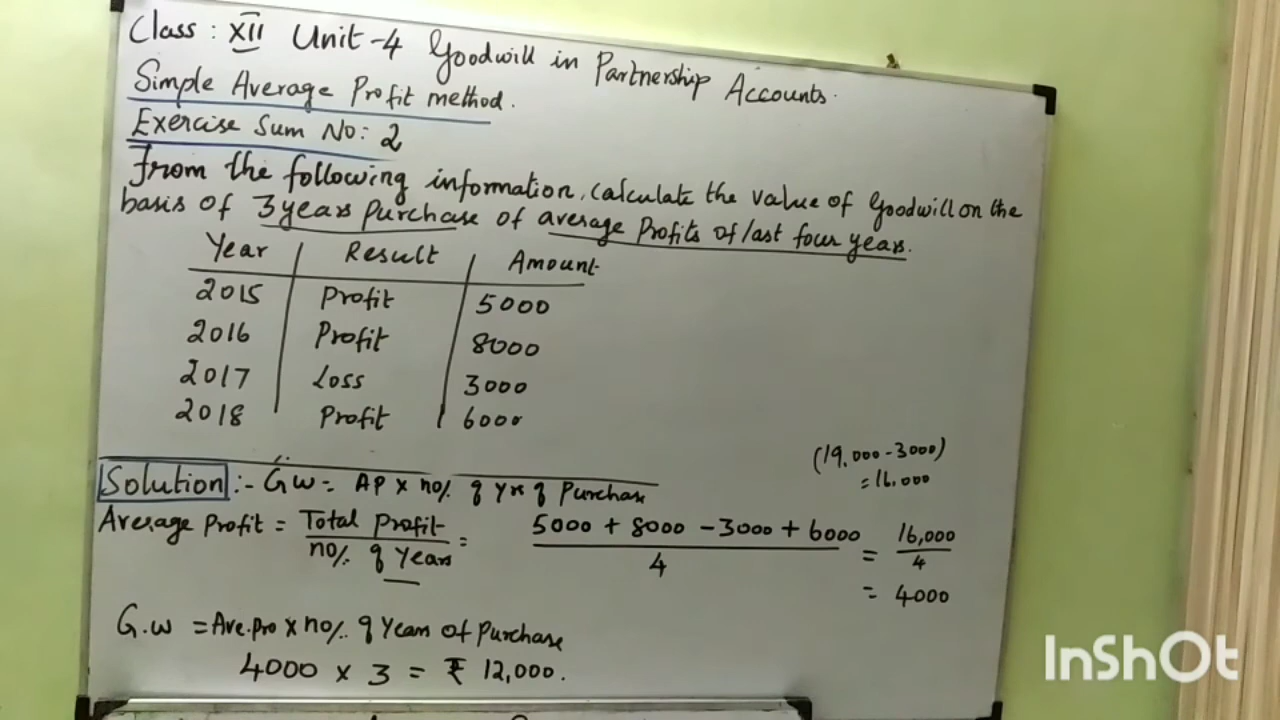 Class : XII Unit-4 Goodwill in Partnership Accounts.
Simple Average Profit method.
Exercise Sum No: 2
From the following information, calculate the value of Goodwill on the
basis of 3 years purchase of average Profits of last four years.
Year Result Amount
2015 Profit 5000
2016 Profit 8000
2017 Loss 3000
2018 Profit 6000
(19,000-3000)
=16,000
Solution :- GW= AP x no/. of yrs of Purchase
Average Profit = Total Profit / no/. of years = 5000 + 8000 - 3000 + 6000 / 4 = 16,000 / 4
= 4000
G.W = Ave.Pro x no/. of Years of Purchase
4000 x 3 = ₹ 12,000.
InShOt